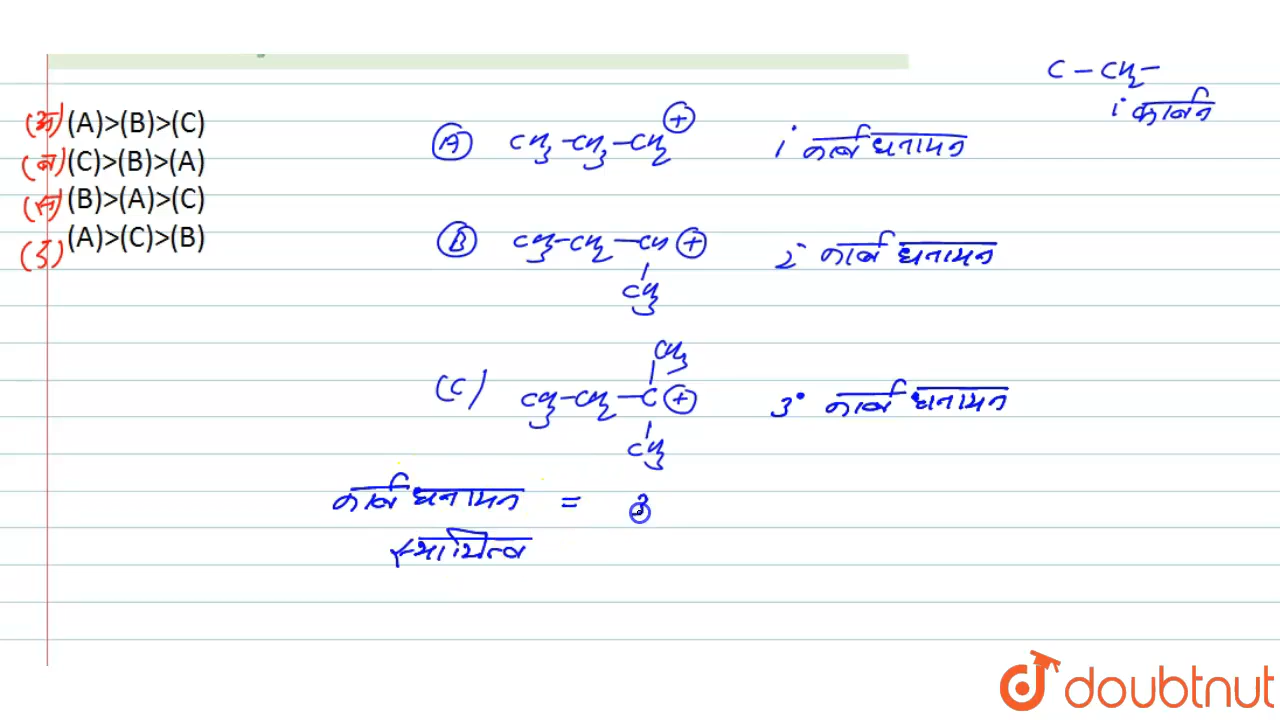 C - CH2 -
1° कार्बन
(अ) (A)>(B)>(C)
(ब) (C)>(B)>(A)
(स) (B)>(A)>(C)
(द) (A)>(C)>(B)
(A) CH3 - CH3 - CH2 + 1° कार्ब धनायन
(B) CH3 - CH2 - CH + 2° कार्ब धनायन
CH3
CH3
(C) CH3 - CH2 - C + 3° कार्ब धनायन
CH3
कार्ब धनायन = 3
स्थायित्व
doubtnut